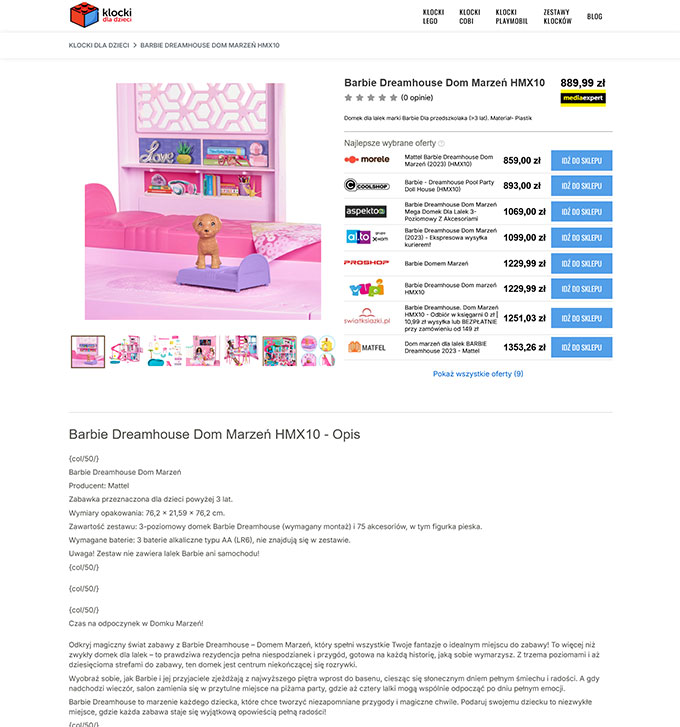 klocki
dla dzieci
KLOCKI
LEGO
KLOCKI
COBI
KLOCKI
PLAYMOBIL
ZESTAWY
KLOCKÓW
BLOG
KLOCKI DLA DZIECI > BARBIE DREAMHOUSE DOM MARZEŃ HMX10
Love
Barbie Dreamhouse Dom Marzeń HMX10
889,99 zł
(0 opinie)
mediaexpert
Domek dla lalek marki Barbie Dla przedszkolaka (>3 lat). Materiał- Plastik
Najlepsze wybrane oferty
morele
Mattel Barbie Dreamhouse Dom
Marzeń (2023) (HMX10)
859,00 zł
IDŹ DO SKLEPU
COOLSHOP
Barbie - Dreamhouse Pool Party
Doll House (HMX10)
893,00 zł
IDŹ DO SKLEPU
aspekto
Barbie Dreamhouse Dom Marzeń
Mega Domek Dla Lalek 3-
Poziomowy Z Akcesoriami
1069,00 zł
IDŹ DO SKLEPU
al.to
Barbie Dreamhouse Dom Marzeń
(2023) - Ekspresowa wysyłka
kurierem!
1099,00 zł
IDŹ DO SKLEPU
PROSHOP
Barbie Domem Marzeń
1229,99 zł
IDŹ DO SKLEPU
Barbie Dreamhouse Dom marzeń
HMX10
1229,99 zł
IDŹ DO SKLEPU
swiatksiazki.pl
Barbie Dreamhouse. Dom Marzeń
HMX10 - Odbiór w księgarni 0 zł |
10,99 zł wysyłka lub BEZPŁATNIE
przy zamówieniu od 149 zł
1251,03 zł
IDŹ DO SKLEPU
MATFEL
Dom marzeń dla lalek BARBIE
Dreamhouse 2023 - Mattel
1353,26 zł
IDŹ DO SKLEPU
Pokaż wszystkie oferty (9)
Barbie Dreamhouse Dom Marzeń HMX10 - Opis
{col/50/}
Barbie Dreamhouse Dom Marzeń
Producent: Mattel
Zabawka przeznaczona dla dzieci powyżej 3 lat.
Wymiary opakowania: 76,2 × 21,59 × 76,2 cm.
Zawartość zestawu: 3-poziomowy domek Barbie Dreamhouse (wymagany montaż) i 75 akcesoriów, w tym figurka pieska.
Wymagane baterie: 3 baterie alkaliczne typu AA (LR6), nie znajdują się w zestawie.
Uwaga! Zestaw nie zawiera lalek Barbie ani samochodu!
{col/50/}
{col/50/}
{col/50/}
Czas na odpoczynek w Domku Marzeń!
Odkryj magiczny świat zabawy z Barbie Dreamhouse – Domem Marzeń, który spełni wszystkie Twoje fantazje o idealnym miejscu do zabawy! To więcej niż
zwykły domek dla lalek – to prawdziwa rezydencja pełna niespodzianek i przygód, gotowa na każdą historię, jaką sobie wymarzysz. Z trzema poziomami i aż
dziesięcioma strefami do zabawy, ten domek jest centrum niekończącej się rozrywki.
Wyobraź sobie, jak Barbie i jej przyjaciele zjeżdżają z najwyższego piętra wprost do basenu, ciesząc się słonecznym dniem pełnym śmiechu i radości. A gdy
nadchodzi wieczór, salon zamienia się w przytulne miejsce na piżama party, gdzie aż cztery lalki mogą wspólnie odpocząć po dniu pełnym emocji.
Barbie Dreamhouse to marzenie każdego dziecka, które chce tworzyć niezapomniane przygody i magiczne chwile. Podaruj swojemu dziecku to niezwykłe
miejsce, gdzie każda zabawa staje się wyjątkową opowieścią pełną radości!
{col/50/}